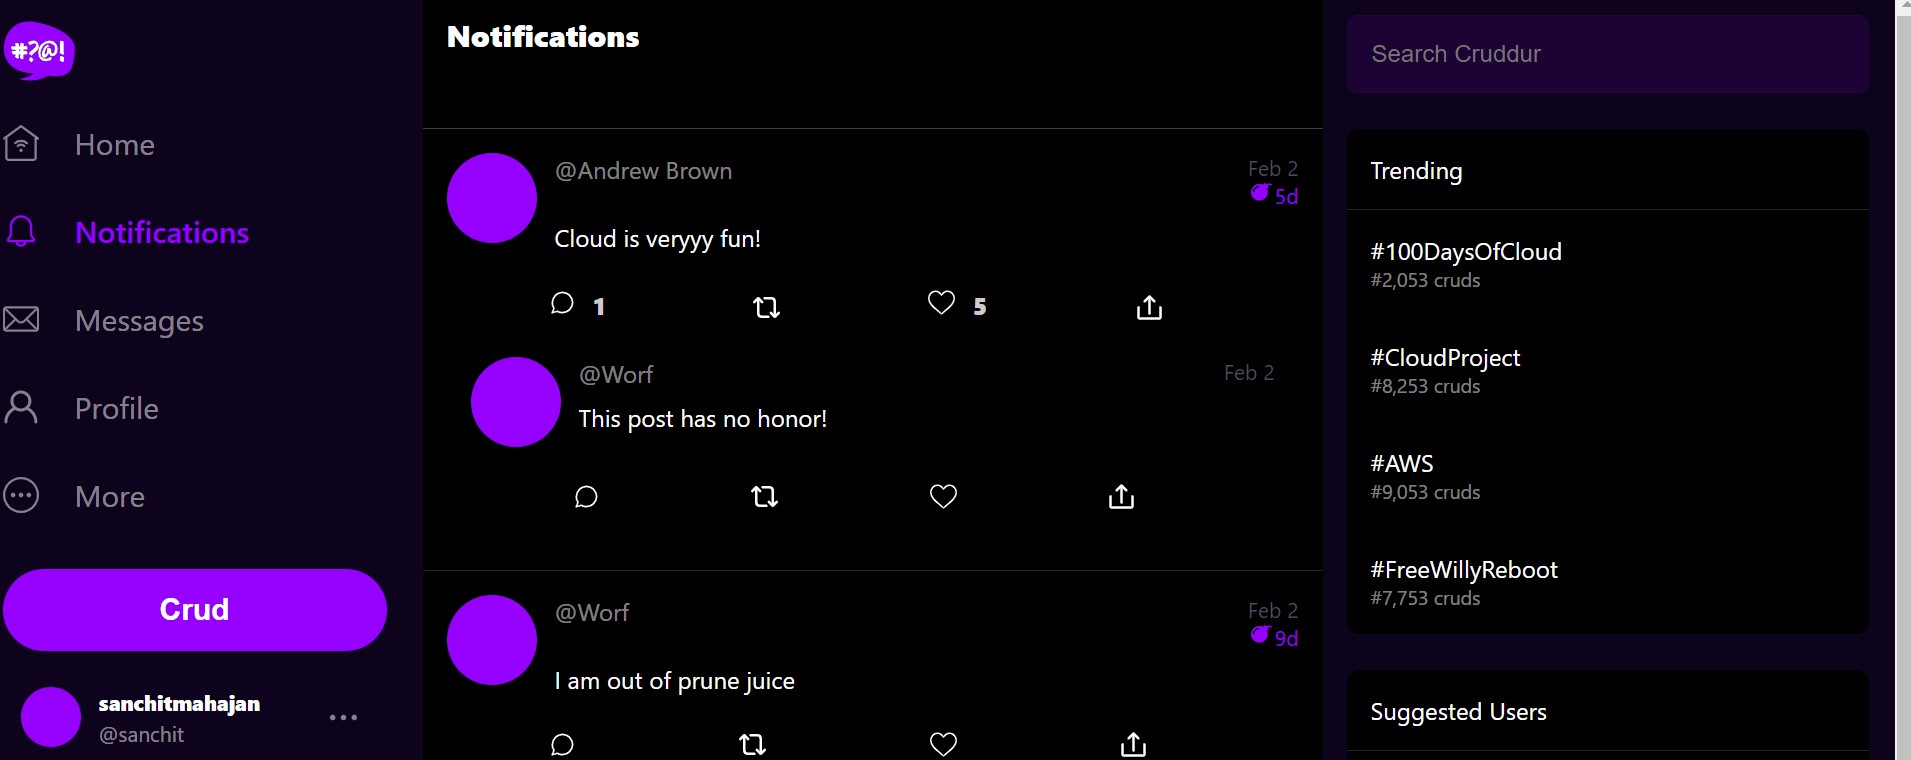 #?@!
Home
Notifications
Messages
Profile
More
Crud
sanchitmahajan
@sanchit
Notifications
@Andrew Brown
Feb 2
5d
Cloud is veryyy fun!
1
5
@Worf
Feb 2
This post has no honor!
@Worf
Feb 2
9d
I am out of prune juice
Search Cruddur
Trending
#100DaysOfCloud
#2,053 cruds
#CloudProject
#8,253 cruds
#AWS
#9,053 cruds
#FreeWillyReboot
#7,753 cruds
Suggested Users